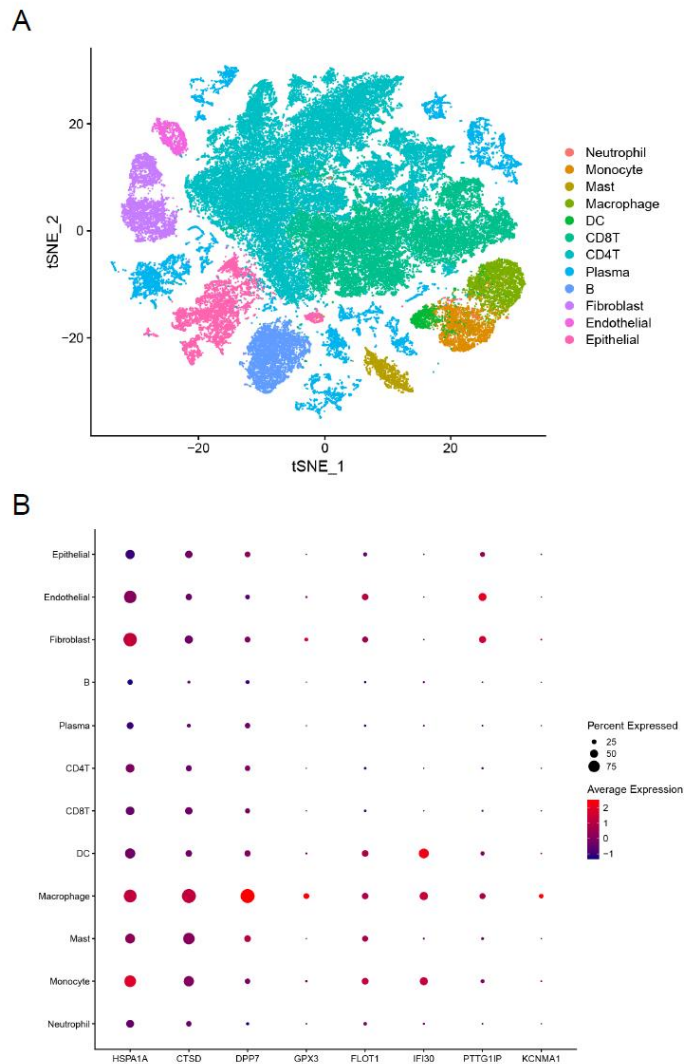 A
20
0
−20
tSNE_2
−20
0
20
tSNE_1
Neutrophil
Monocyte
Mast
Macrophage
DC
CD8T
CD4T
Plasma
B
Fibroblast
Endothelial
Epithelial
B
Epithelial
Endothelial
Fibroblast
B
Plasma
CD4T
CD8T
DC
Macrophage
Mast
Monocyte
Neutrophil
HSPA1A CTSD DPP7 GPX3 FLOT1 IFI30 PTTG1IP KCNMA1
Percent Expressed
25
50
75
Average Expression
2
1
0
−1